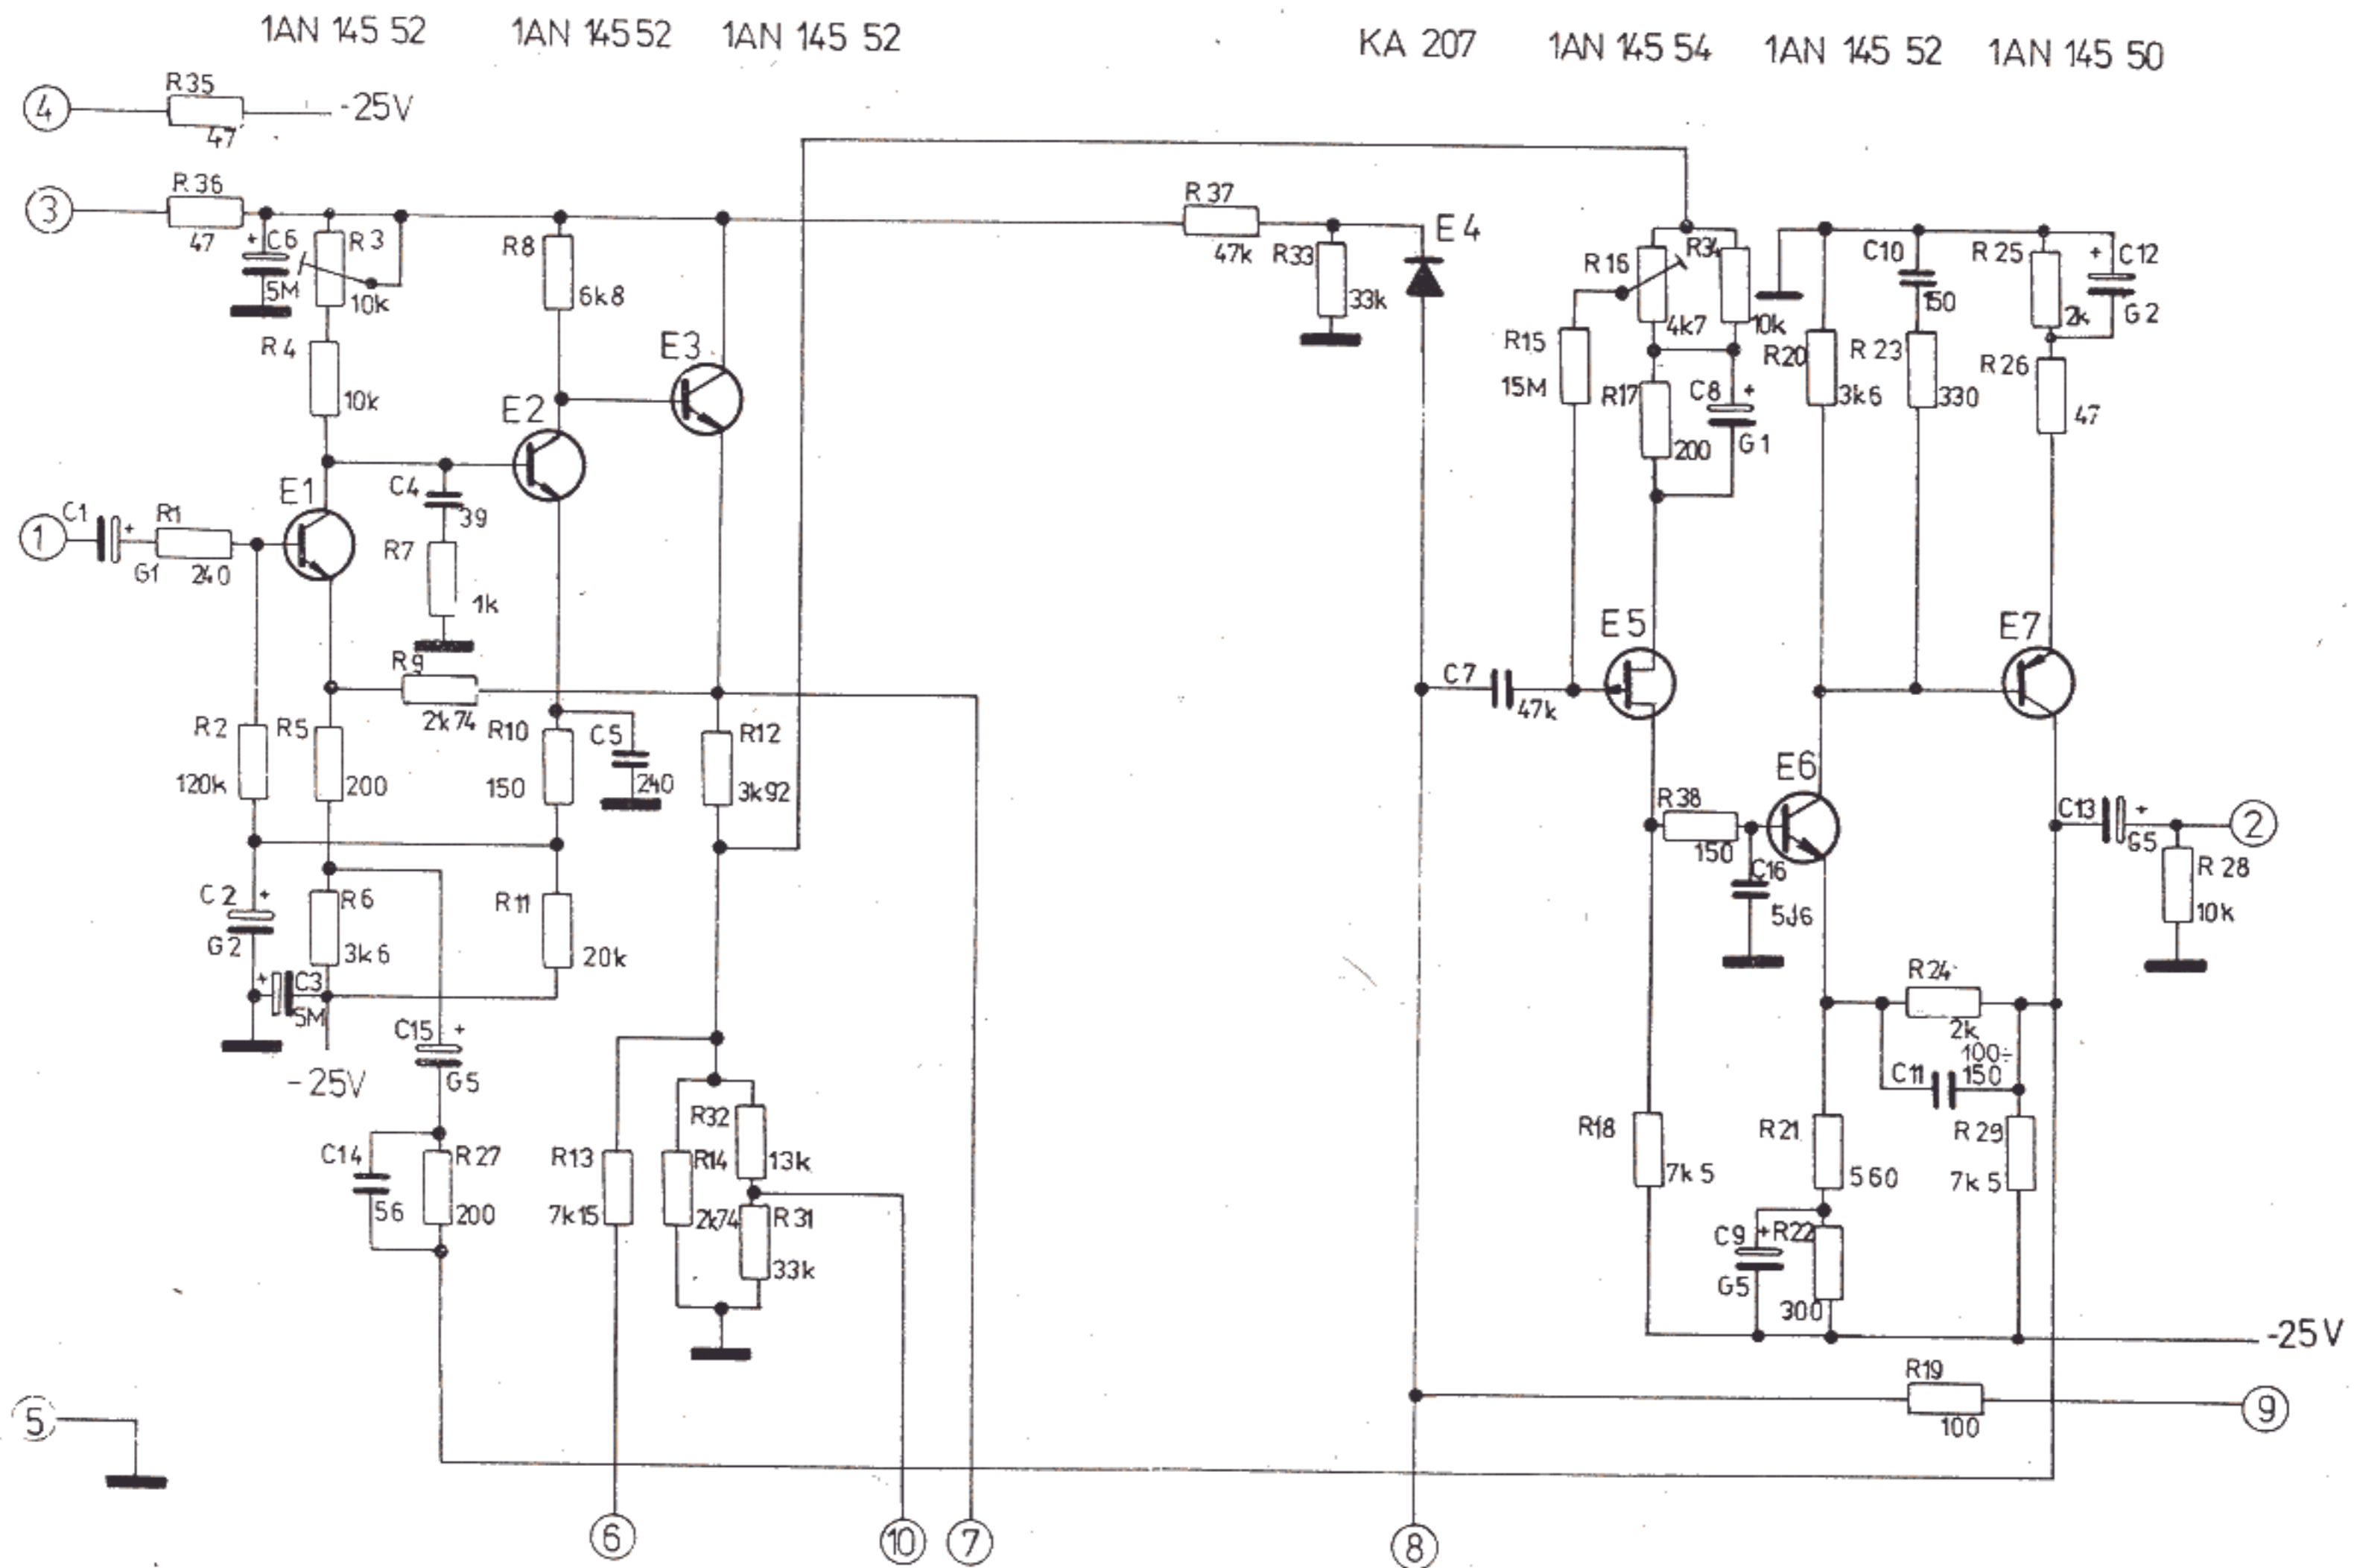 1AN 145 52 1AN 145 52 1AN 145 52 KA 207 1AN 145 54 1AN 145 52 1AN 145 50
4 R35 47 -25V
3 R36 47
C6 + 5M
R3 10k
R8 6k8
R37 47k
R33 33k
E4
R16 4k7
R34 10k
C10 150
R25 2k
C12 + G2
R4 10k
E3
R15 15M
R17 200
C8 + G1
R20 3k6
R23 330
R26 47
E2
1 C1 + G1
R1 240
E1
C4 39
R7 1k
R9 2k74
E5
E7
C7 47k
R2 120k
R5 200
R10 150
C5 240
R12 3k92
E6
R38 150
C16 5J6
C13 + G5
2
R28 10k
C2 + G2
R6 3k6
R11 20k
+ C3 5M
-25V
C15 + G5
R24 2k
100÷
C11 150
R32 13k
R18 7k5
R21 560
R29 7k5
C14 56
R27 200
R13 7k15
R14 2k74
R31 33k
C9 + G5
R22 300
-25V
R19 100
9
5
6 10 7 8